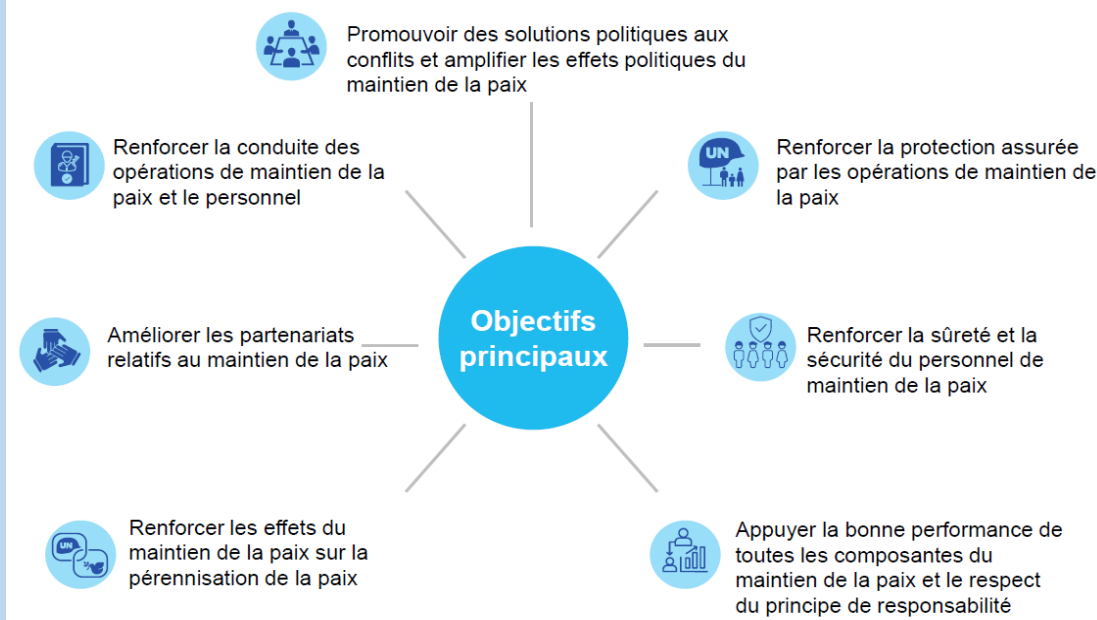 Promouvoir des solutions politiques aux
conflits et amplifier les effets politiques du
maintien de la paix
Renforcer la conduite des
opérations de maintien de la
paix et le personnel
UN
Renforcer la protection assurée
par les opérations de maintien de
la paix
Objectifs
principaux
Améliorer les partenariats
relatifs au maintien de la paix
Renforcer la sûreté et la
sécurité du personnel de
maintien de la paix
UN
Renforcer les effets du
maintien de la paix sur la
pérennisation de la paix
Appuyer la bonne performance de
toutes les composantes du
maintien de la paix et le respect
du principe de responsabilité